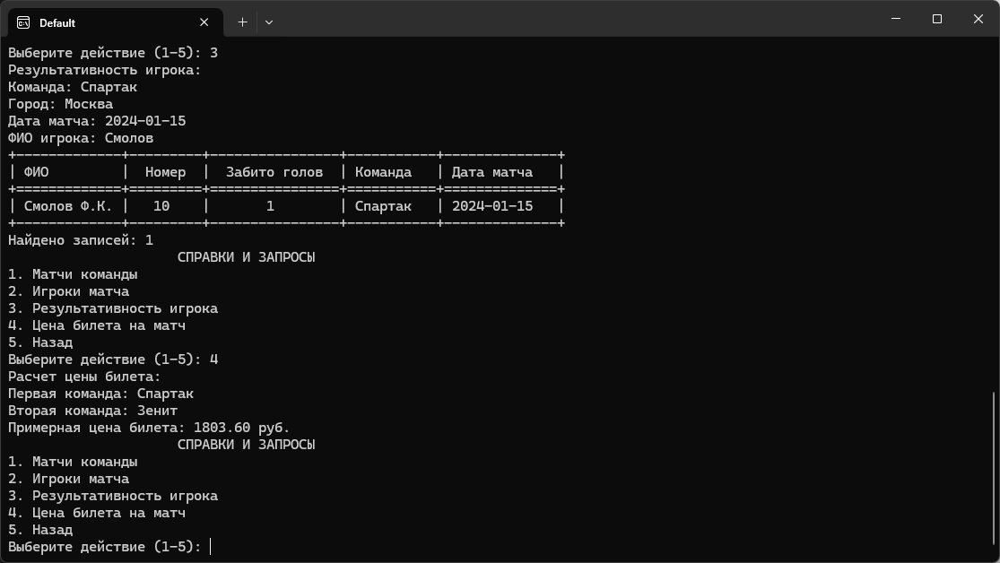 Default
Выберите действие (1-5): 3
Результативность игрока:
Команда: Спартак
Город: Москва
Дата матча: 2024-01-15
ФИО игрока: Смолов
+-------------+---------+----------------+-----------+--------------+
| ФИО         |  Номер  |  Забито голов  | Команда   | Дата матча   |
+=============+=========+================+===========+==============+
| Смолов Ф.К. |   10    |       1        | Спартак   | 2024-01-15   |
+-------------+---------+----------------+-----------+--------------+
Найдено записей: 1
СПРАВКИ И ЗАПРОСЫ
1. Матчи команды
2. Игроки матча
3. Результативность игрока
4. Цена билета на матч
5. Назад
Выберите действие (1-5): 4
Расчет цены билета:
Первая команда: Спартак
Вторая команда: Зенит
Примерная цена билета: 1803.60 руб.
СПРАВКИ И ЗАПРОСЫ
1. Матчи команды
2. Игроки матча
3. Результативность игрока
4. Цена билета на матч
5. Назад
Выберите действие (1-5):